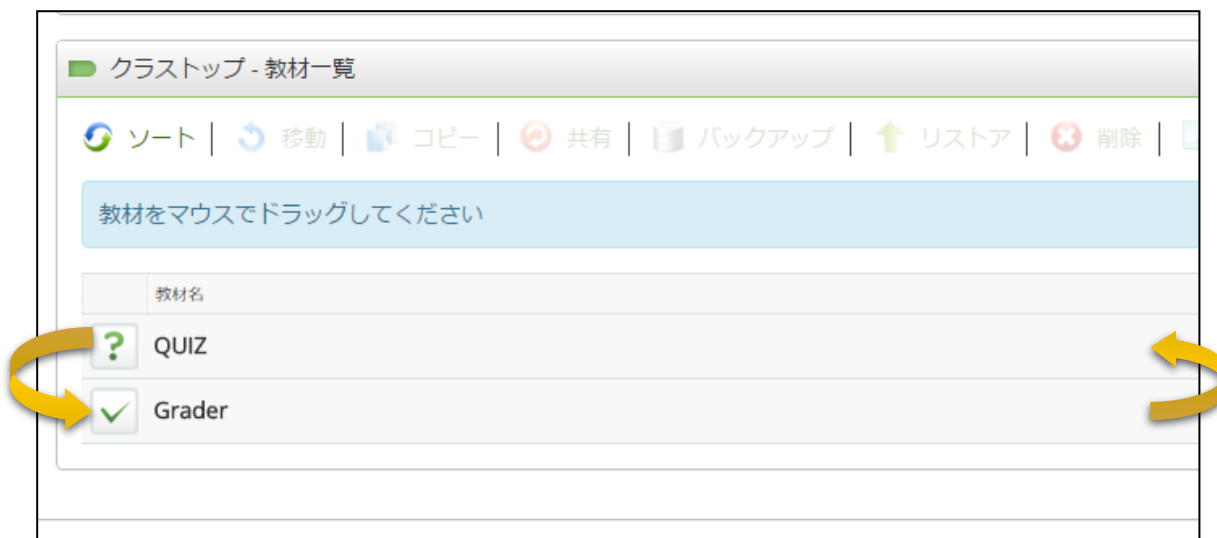 クラストップ - 教材一覧
ソート | 移動 | コピー | 共有 | バックアップ | リストア | 削除 |
教材をマウスでドラッグしてください
教材名
QUIZ
Grader